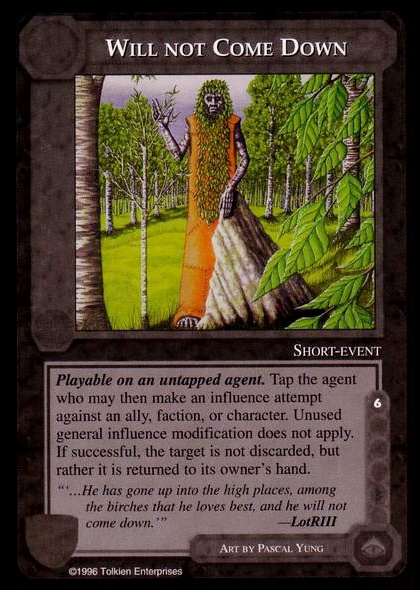 WILL NOT COME DOWN
SHORT-EVENT
Playable on an untapped agent. Tap the agent
who may then make an influence attempt
against an ally, faction, or character. Unused
general influence modification does not apply.
If successful, the target is not discarded, but
rather it is returned to its owner's hand.
6
“‘...He has gone up into the high places, among
the birches that he loves best, and he will not
come down.’” —LotRIII
ART BY PASCAL YUNG
©1996 Tolkien Enterprises